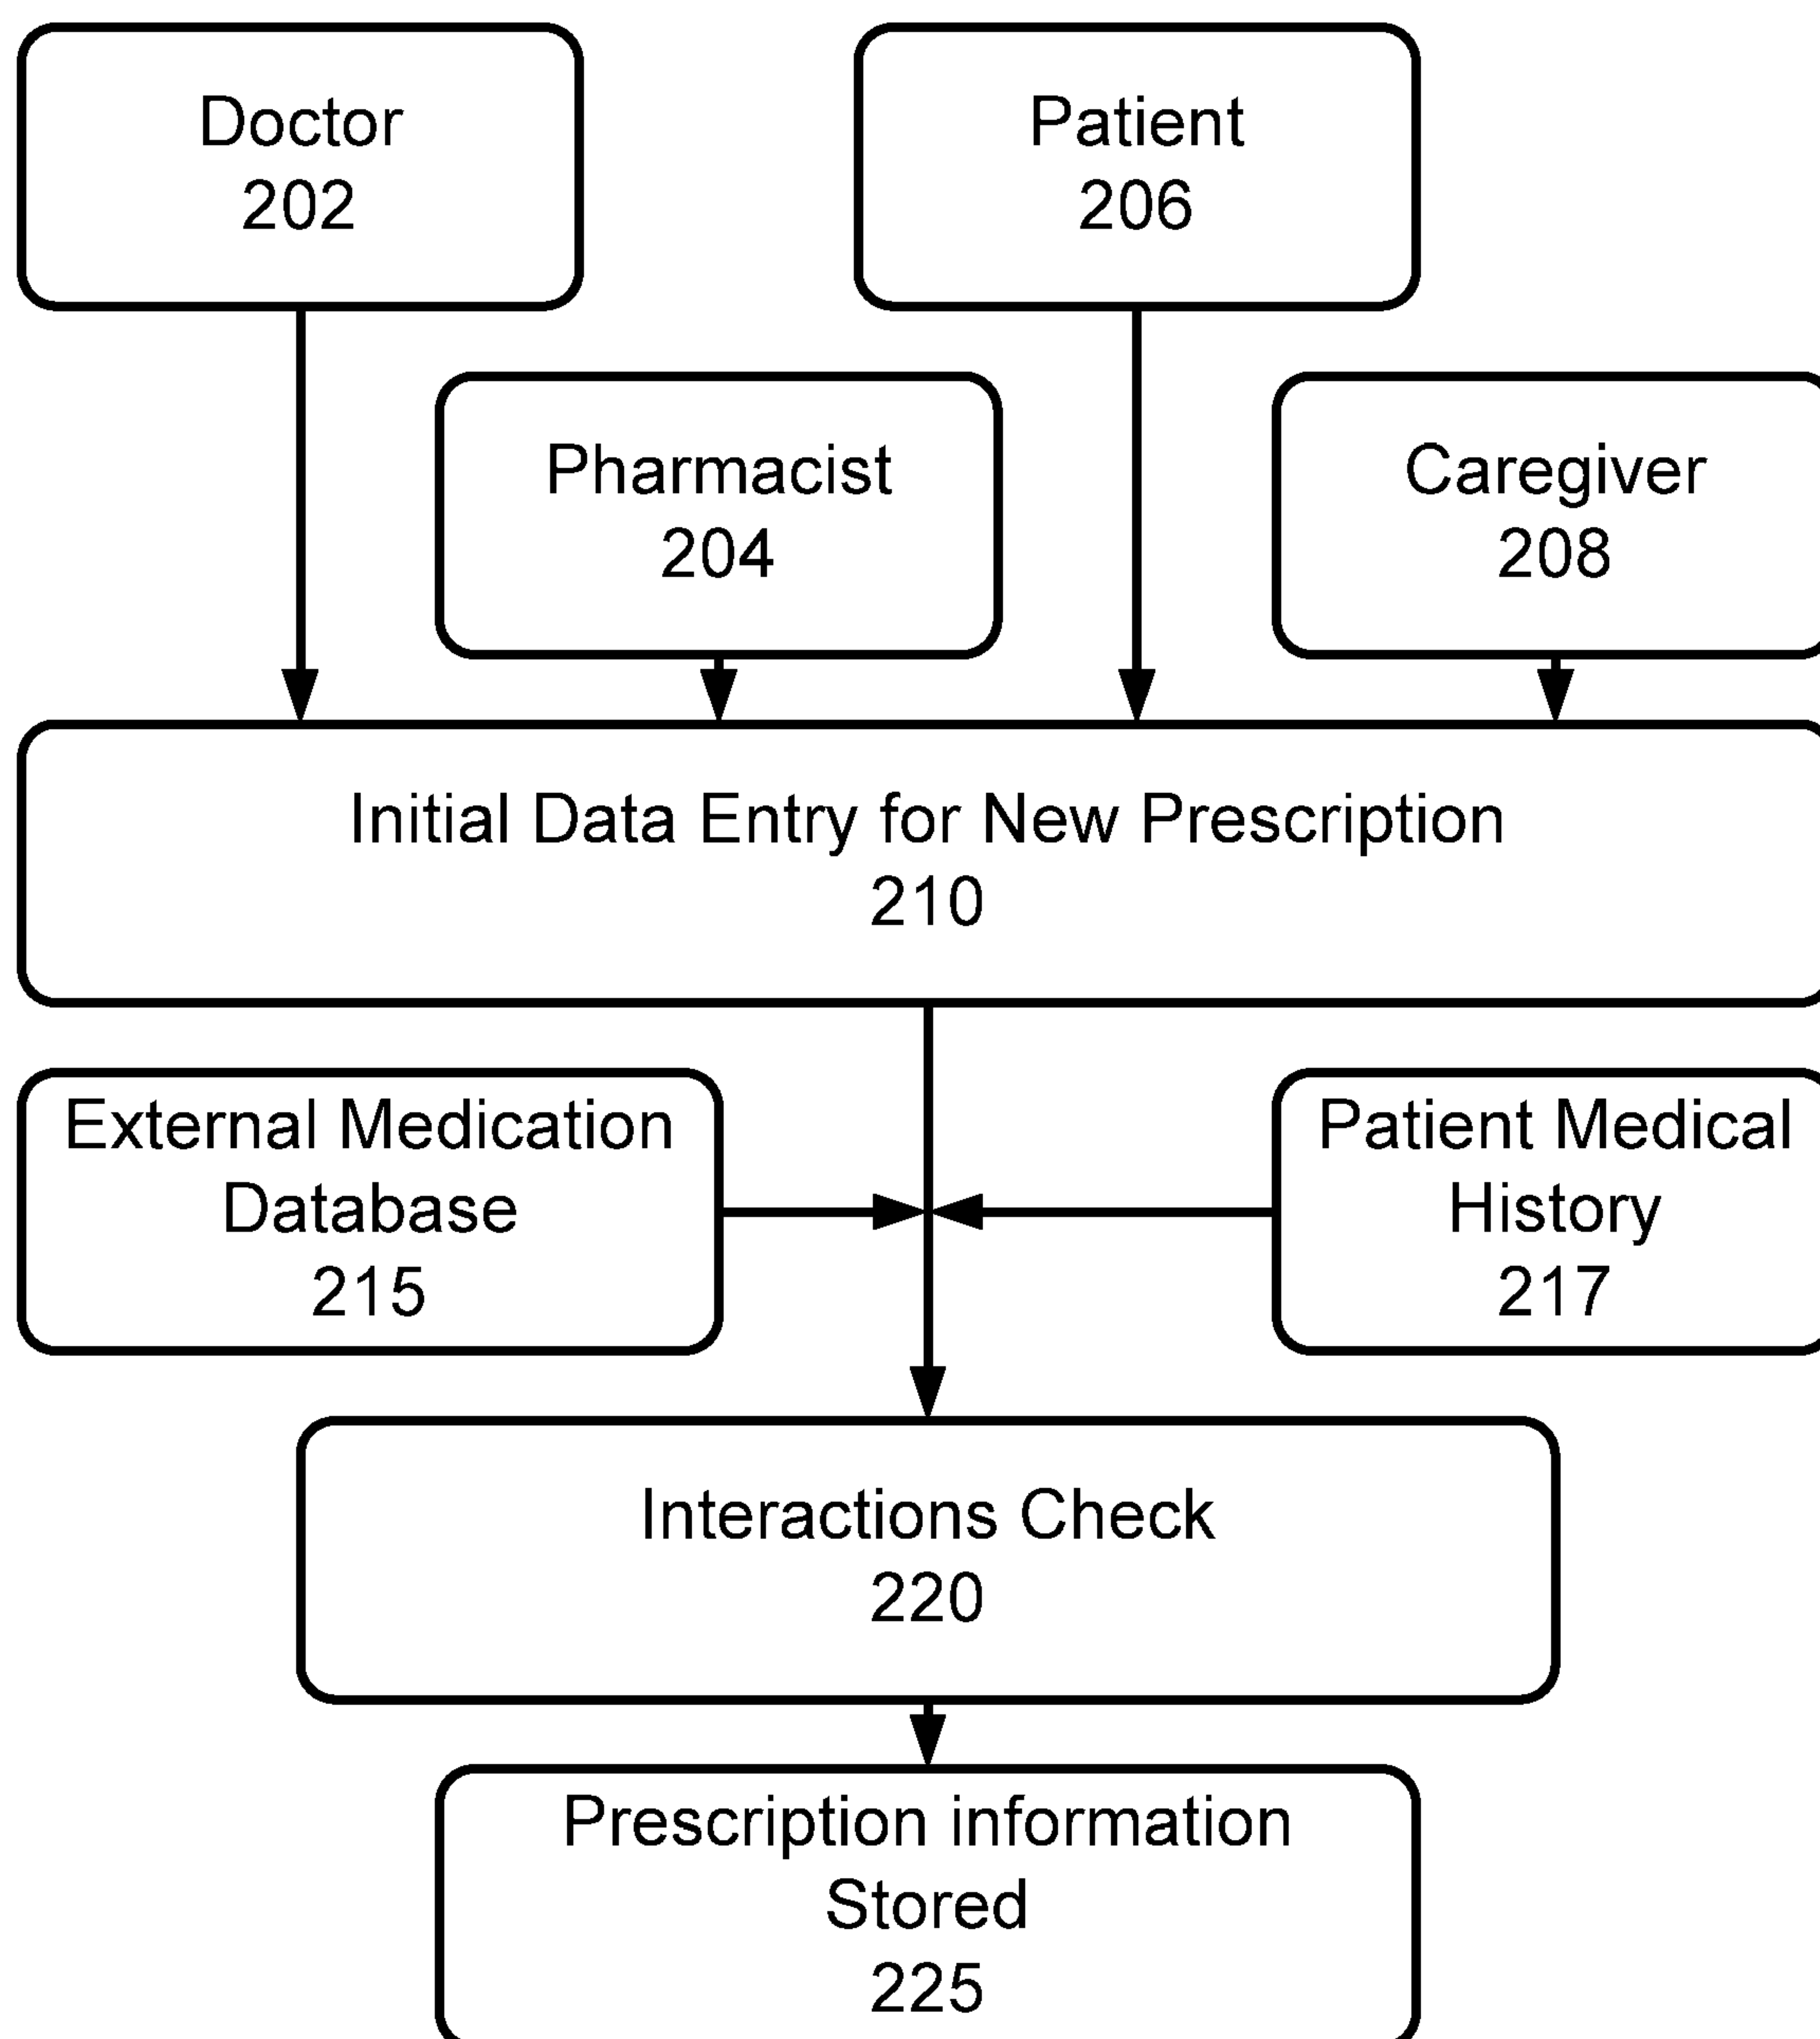 Doctor
202
Patient
206
Pharmacist
204
Caregiver
208
Initial Data Entry for New Prescription
210
External Medication
Database
215
Patient Medical
History
217
Interactions Check
220
Prescription information
Stored
225